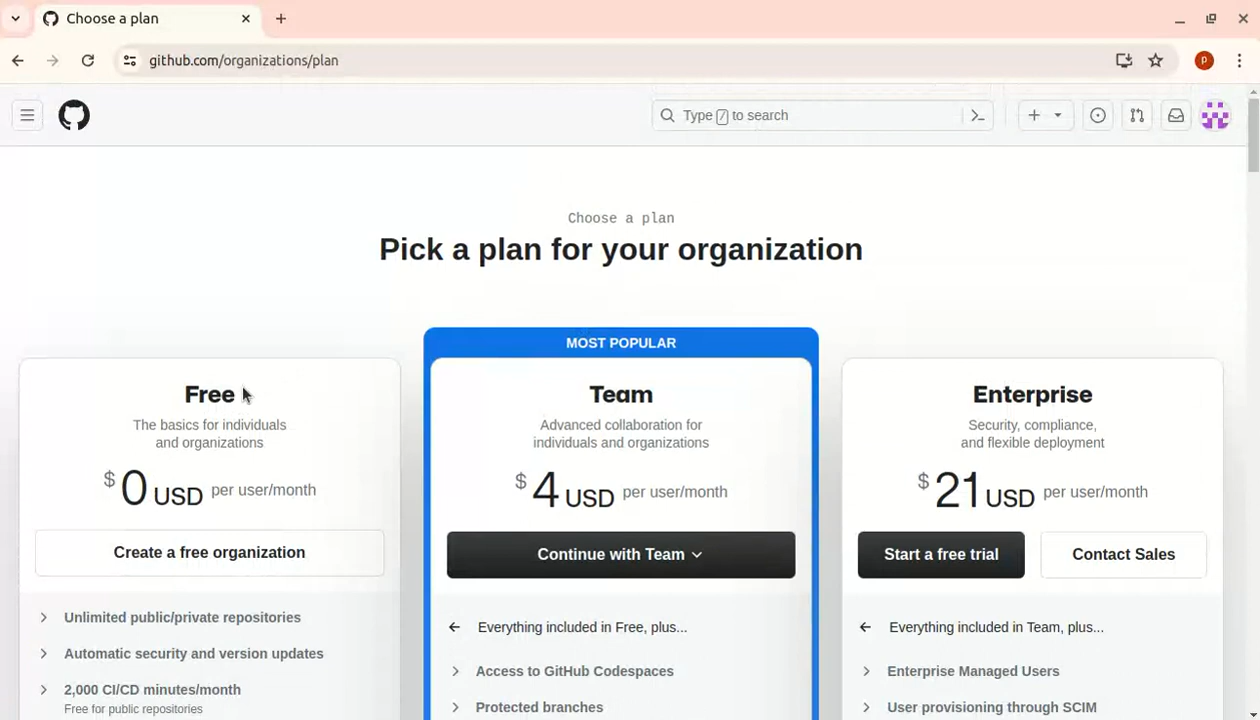 Choose a plan
github.com/organizations/plan
P
Type / to search
Choose a plan
Pick a plan for your organization
MOST POPULAR
Free
The basics for individuals
and organizations
$ 0 USD per user/month
Create a free organization
Unlimited public/private repositories
Automatic security and version updates
2,000 CI/CD minutes/month
Free for public repositories
Team
Advanced collaboration for
individuals and organizations
$ 4 USD per user/month
Continue with Team
Everything included in Free, plus...
Access to GitHub Codespaces
Protected branches
Enterprise
Security, compliance,
and flexible deployment
$ 21 USD per user/month
Start a free trial
Contact Sales
Everything included in Team, plus...
Enterprise Managed Users
User provisioning through SCIM